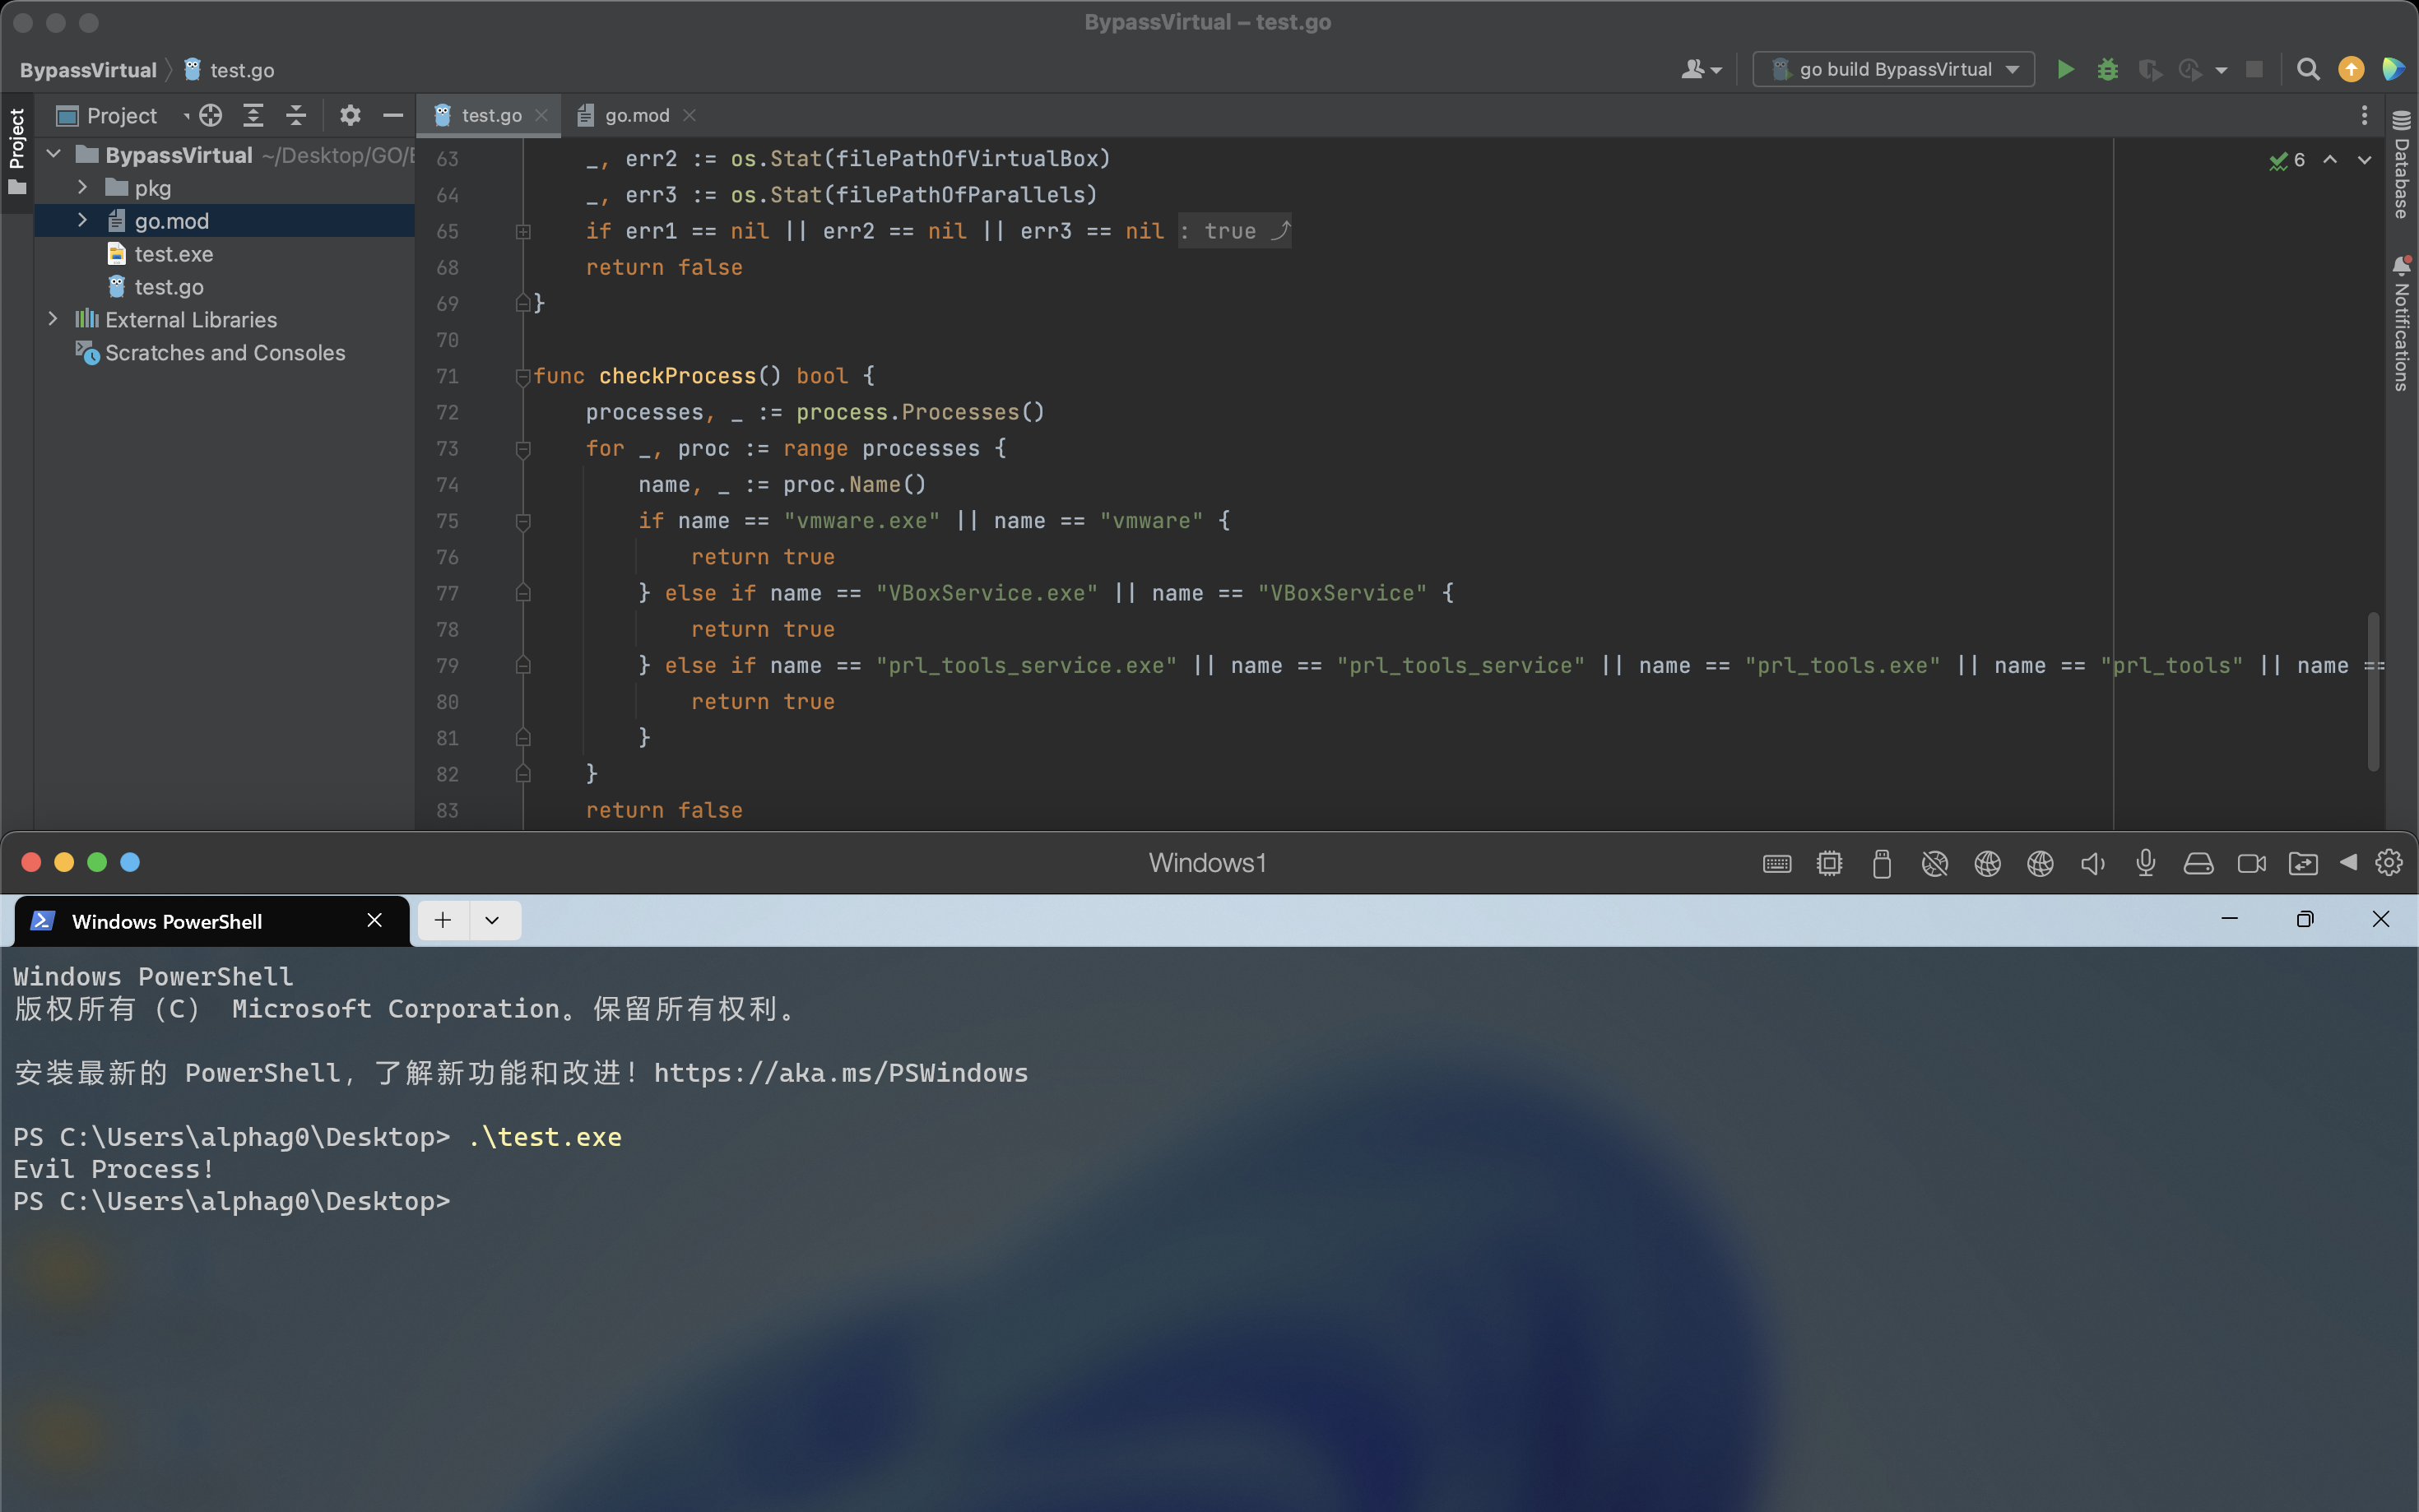 BypassVirtual – test.go
BypassVirtual
test.go
go build BypassVirtual
Project
Project
test.go
go.mod
BypassVirtual ~/Desktop/GO/
pkg
go.mod
test.exe
test.go
External Libraries
Scratches and Consoles
63 _, err2 := os.Stat(filePathOfVirtualBox)
64 _, err3 := os.Stat(filePathOfParallels)
65 if err1 == nil || err2 == nil || err3 == nil : true
68 return false
69 }
70
71 func checkProcess() bool {
72 processes, _ := process.Processes()
73 for _, proc := range processes {
74 name, _ := proc.Name()
75 if name == "vmware.exe" || name == "vmware" {
76 return true
77 } else if name == "VBoxService.exe" || name == "VBoxService" {
78 return true
79 } else if name == "prl_tools_service.exe" || name == "prl_tools_service" || name == "prl_tools.exe" || name == "prl_tools" || name ==
80 return true
81 }
82 }
83 return false
6
Database
Notifications
Windows1
Windows PowerShell
Windows PowerShell
版权所有 (C) Microsoft Corporation。保留所有权利。
安装最新的 PowerShell，了解新功能和改进！https://aka.ms/PSWindows
PS C:\Users\alphag0\Desktop> .\test.exe
Evil Process!
PS C:\Users\alphag0\Desktop>